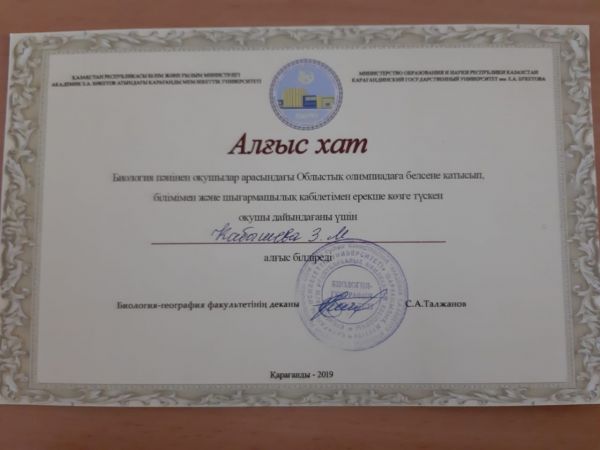 ҚАЗАҚСТАН РЕСПУБЛИКАСЫ БІЛІМ ЖӘНЕ ҒЫЛЫМ МИНИСТРЛІГІ
АКАДЕМИК Е.А. БӨКЕТОВ АТЫНДАҒЫ ҚАРАҒАНДЫ МЕМЛЕКЕТТІК УНИВЕРСИТЕТІ
МИНИСТЕРСТВО ОБРАЗОВАНИЯ И НАУКИ РЕСПУБЛИКИ КАЗАХСТАН
КАРАГАНДИНСКИЙ ГОСУДАРСТВЕННЫЙ УНИВЕРСИТЕТ им. Е.А. БУКЕТОВА
Алғыс хат
Биология пәнінен оқушылар арасындағы Облыстық олимпиадаға белсене қатысып,
білімімен және шығармашылық қабілетімен ерекше көзге түскен
оқушы дайындағаны үшін
Кабышева З М
алғыс білдіреді
БИОЛОГИЯ-
Биология-география факультетінің деканы
С.А.Талжанов
Қарағанды - 2019